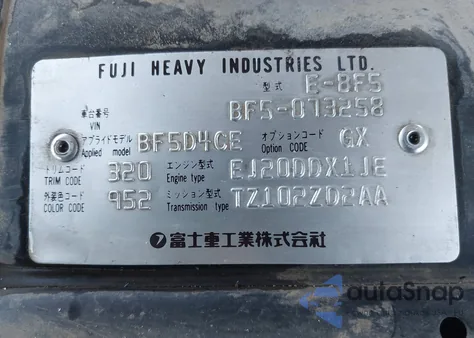 FUJI HEAVY INDUSTRIES LTD.
型式 E-BF5
車台番号 VIN BF5-073258
アプライドモデル Applied model BF5D4CE オプションコード Option code GX
トリムコード TRIM CODE 320 エンジン型式 Engine type EJ20DDX1JE
外装色コード COLOR CODE 952 ミッション型式 Transmission type TZ102Z02AA
富士重工業株式会社
autoSnap